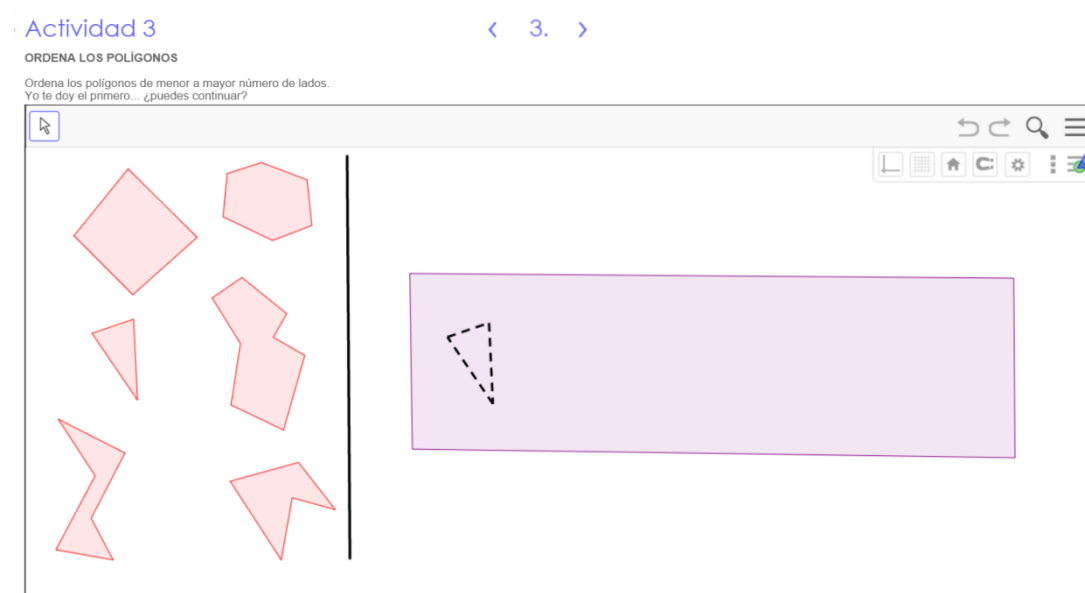 Actividad 3
‹ 3. ›
ORDENA LOS POLÍGONOS
Ordena los polígonos de menor a mayor número de lados.
Yo te doy el primero... ¿puedes continuar?